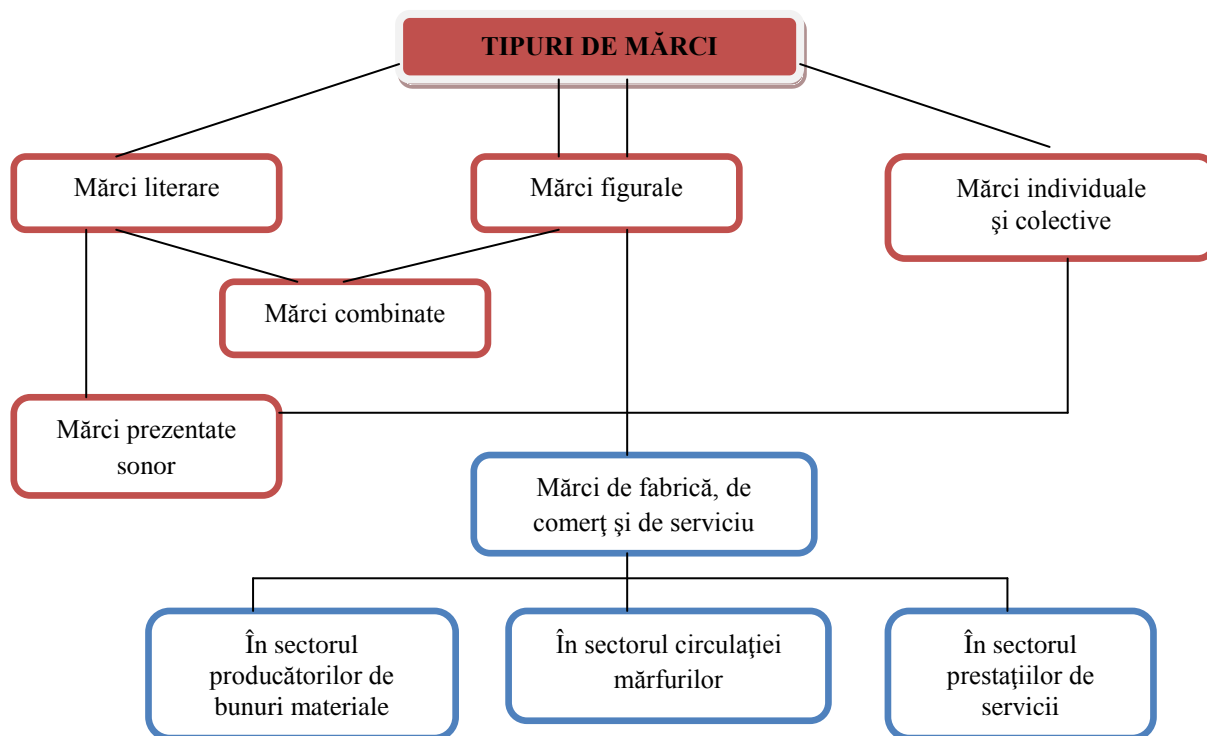 TIPURI DE MĂRCI
Mărci literare
Mărci figurale
Mărci individuale
şi colective
Mărci combinate
Mărci prezentate
sonor
Mărci de fabrică, de
comerţ şi de serviciu
În sectorul
producătorilor de
bunuri materiale
În sectorul circulaţiei
mărfurilor
În sectorul
prestaţiilor de
servicii